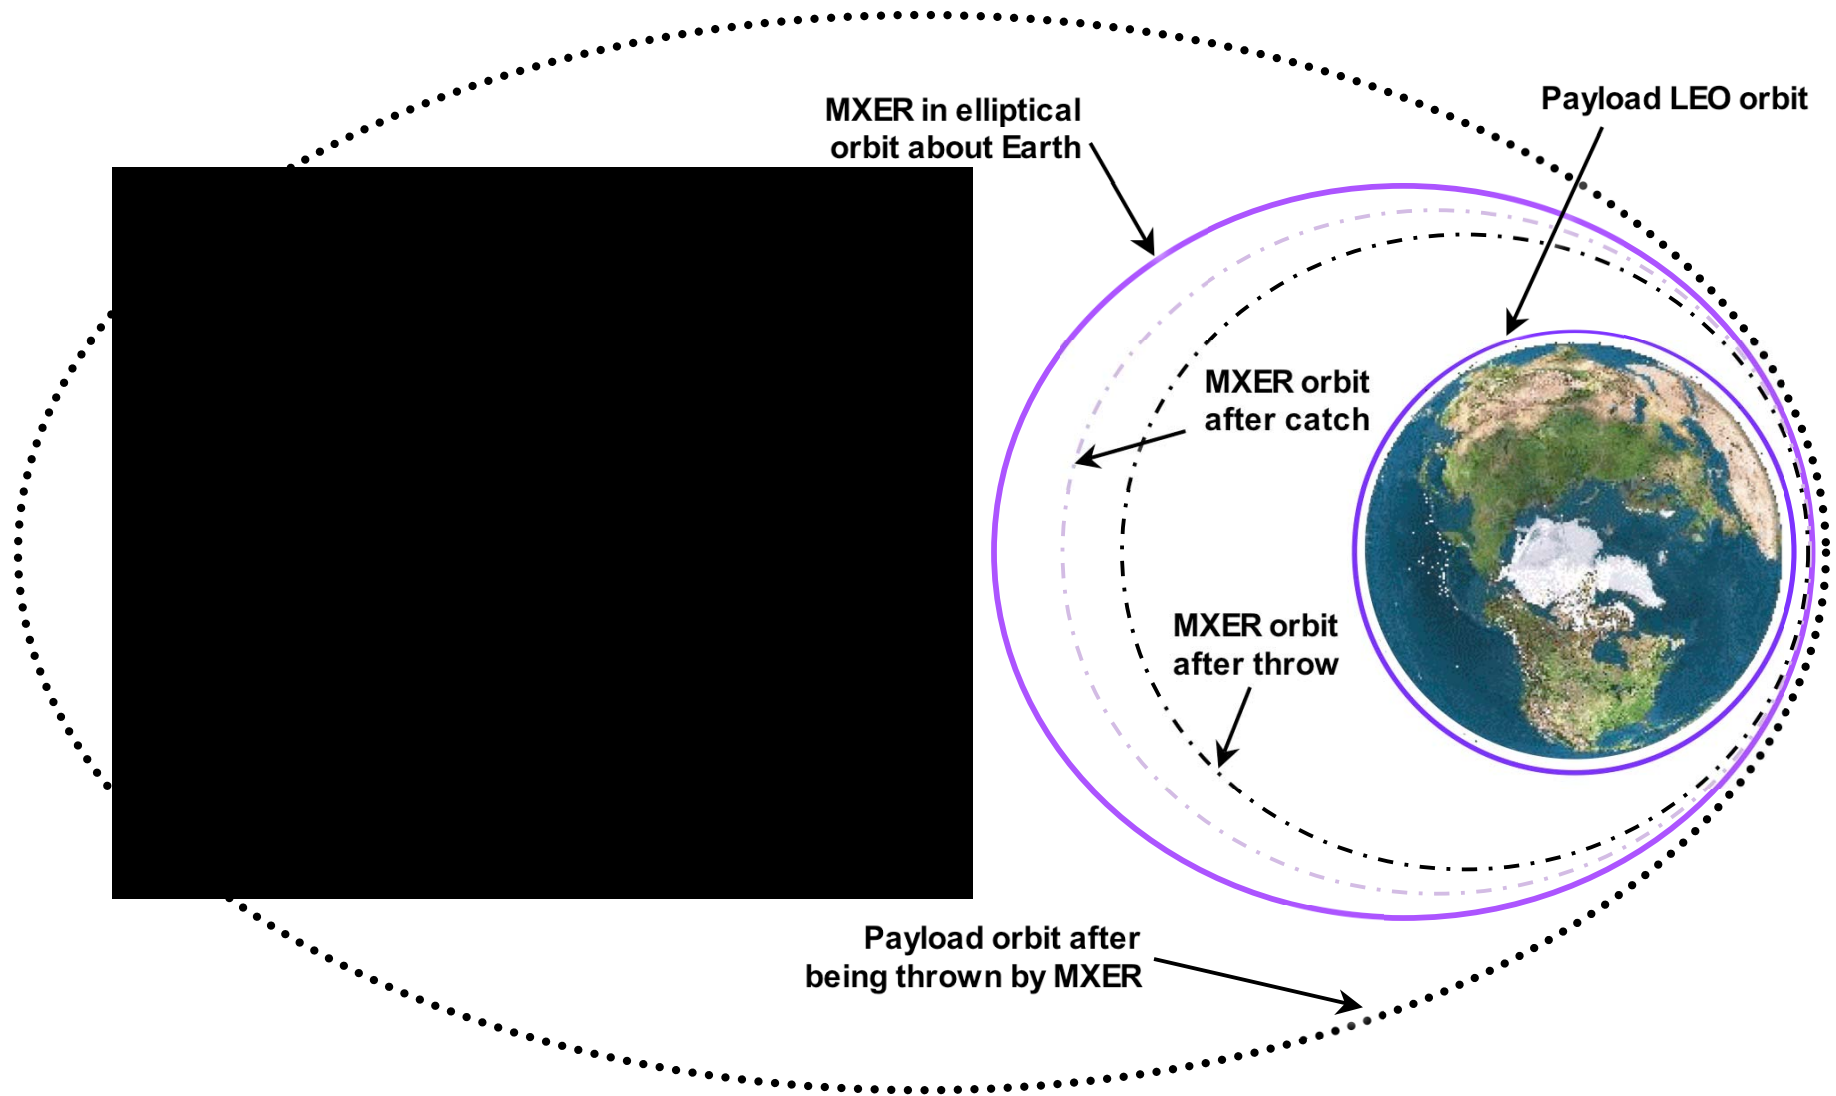 Payload LEO orbit
MXER in elliptical
orbit about Earth
MXER orbit
after catch
MXER orbit
after throw
Payload orbit after
being thrown by MXER